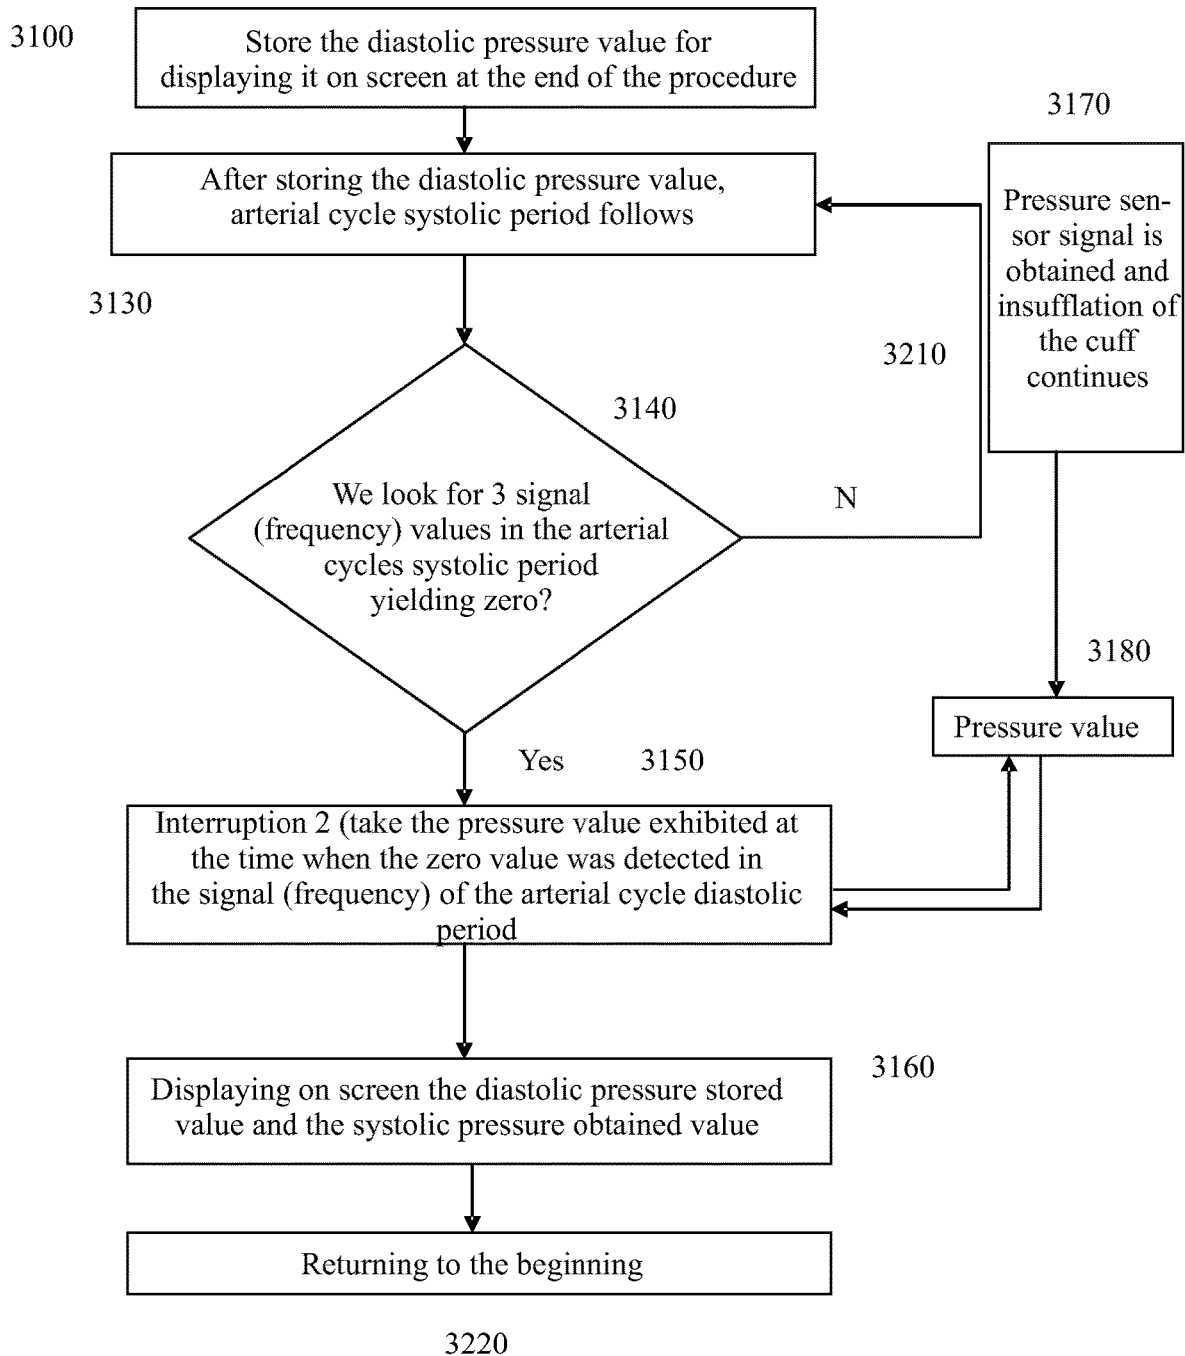 3100
Store the diastolic pressure value for
displaying it on screen at the end of the procedure
3170
After storing the diastolic pressure value,
arterial cycle systolic period follows
Pressure sen-
sor signal is
obtained and
insufflation of
the cuff
continues
3130
3210
3140
We look for 3 signal
(frequency) values in the arterial
cycles systolic period
yielding zero?
N
3180
Pressure value
Yes
3150
Interruption 2 (take the pressure value exhibited at
the time when the zero value was detected in
the signal (frequency) of the arterial cycle diastolic
period
3160
Displaying on screen the diastolic pressure stored
value and the systolic pressure obtained value
Returning to the beginning
3220